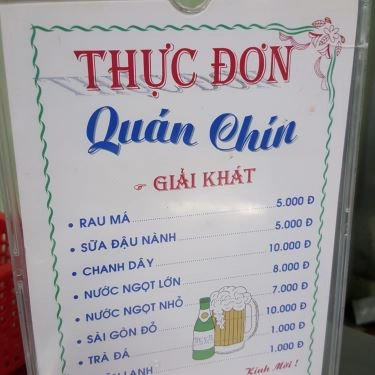 THỰC ĐƠN
Quán Chín
☞ GIẢI KHÁT
• RAU MÁ 5.000 Đ
• SỮA ĐẬU NÀNH 5.000 Đ
• CHANH DÂY 10.000 Đ
• NƯỚC NGỌT LỚN 8.000 Đ
• NƯỚC NGỌT NHỎ 7.000 Đ
• SÀI GÒN ĐỎ 10.000 Đ
• TRÀ ĐÁ 1.000 Đ
LẠNH 1.000 Đ
Kính Mời !